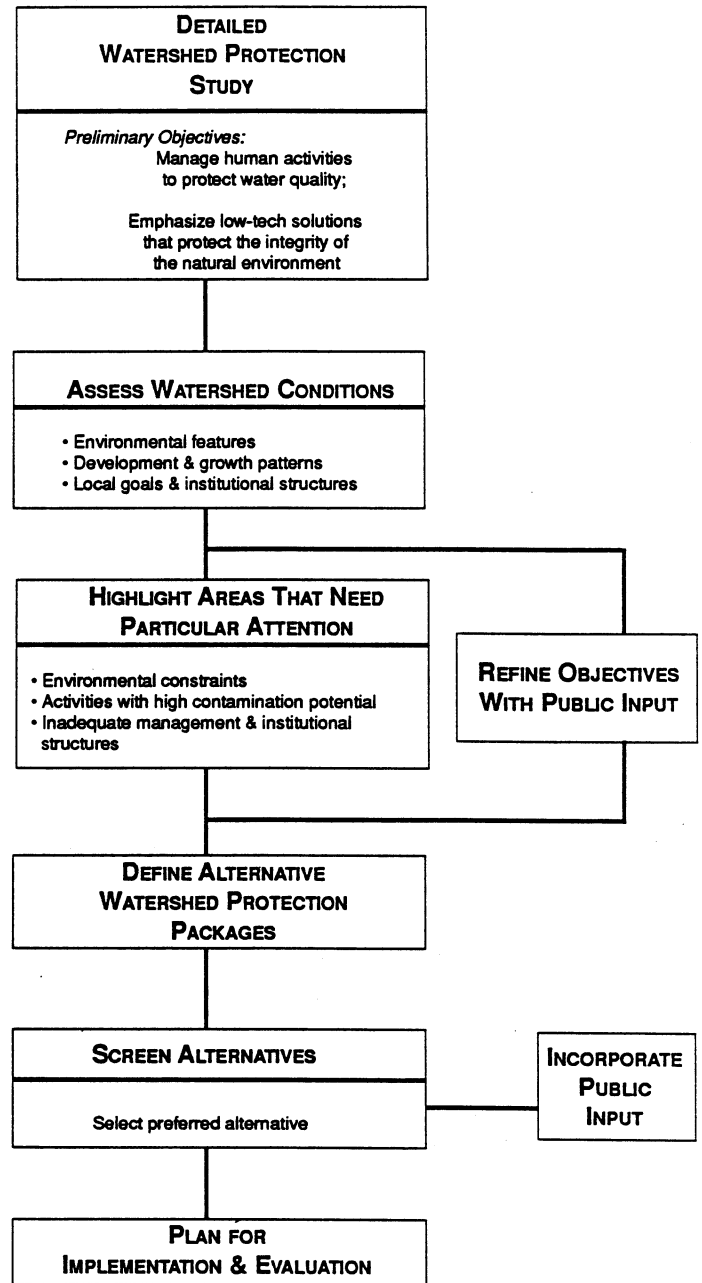 DETAILED
WATERSHED PROTECTION
STUDY
Preliminary Objectives:
Manage human activities
to protect water quality;
Emphasize low-tech solutions
that protect the integrity of
the natural environment
ASSESS WATERSHED CONDITIONS
• Environmental features
• Development & growth patterns
• Local goals & institutional structures
HIGHLIGHT AREAS THAT NEED
PARTICULAR ATTENTION
• Environmental constraints
• Activities with high contamination potential
• Inadequate management & institutional
structures
REFINE OBJECTIVES
WITH PUBLIC INPUT
DEFINE ALTERNATIVE
WATERSHED PROTECTION
PACKAGES
SCREEN ALTERNATIVES
Select preferred alternative
INCORPORATE
PUBLIC
INPUT
PLAN FOR
IMPLEMENTATION & EVALUATION